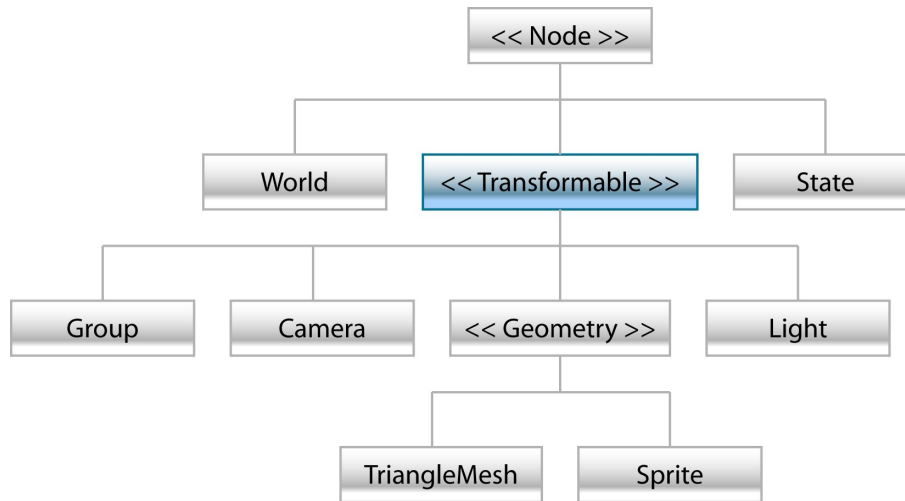 << Node >>
World
<< Transformable >>
State
Group
Camera
<< Geometry >>
Light
TriangleMesh
Sprite